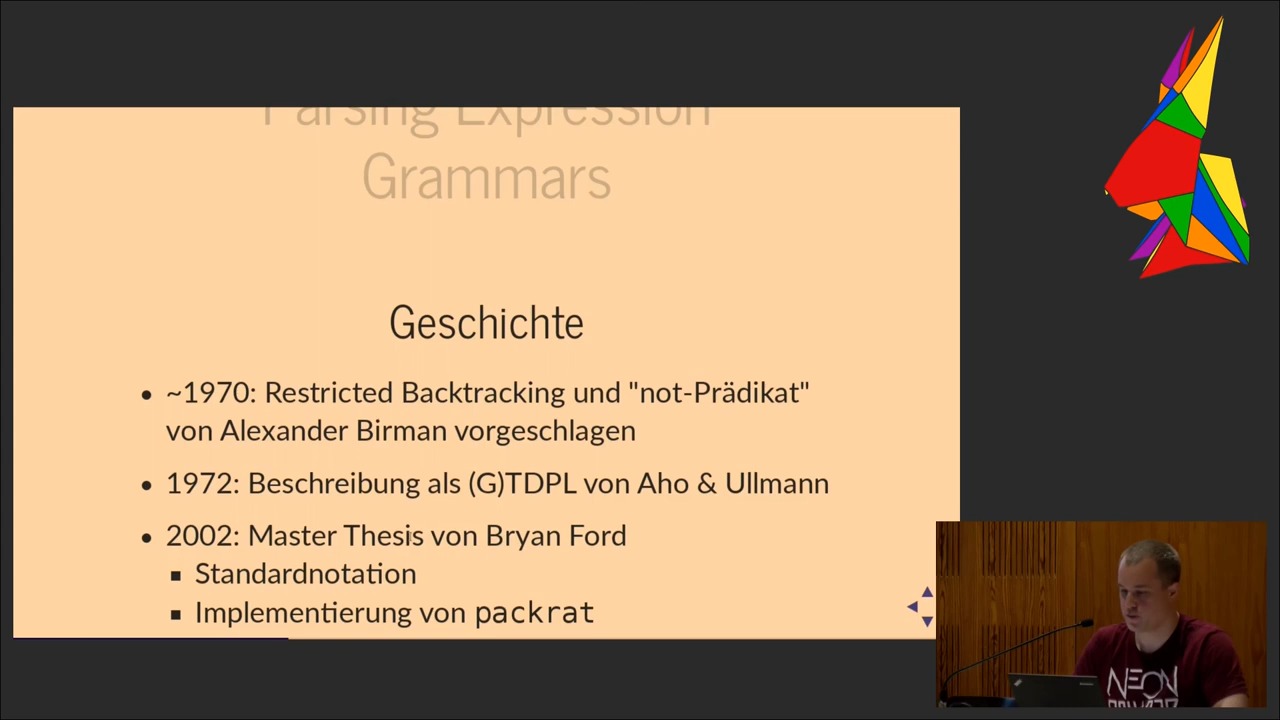 Parsing Expression
Grammars
Geschichte
• ~1970: Restricted Backtracking und "not-Prädikat"
von Alexander Birman vorgeschlagen
• 1972: Beschreibung als (G)TDPL von Aho & Ullmann
• 2002: Master Thesis von Bryan Ford
▪ Standardnotation
▪ Implementierung von packrat
NEON